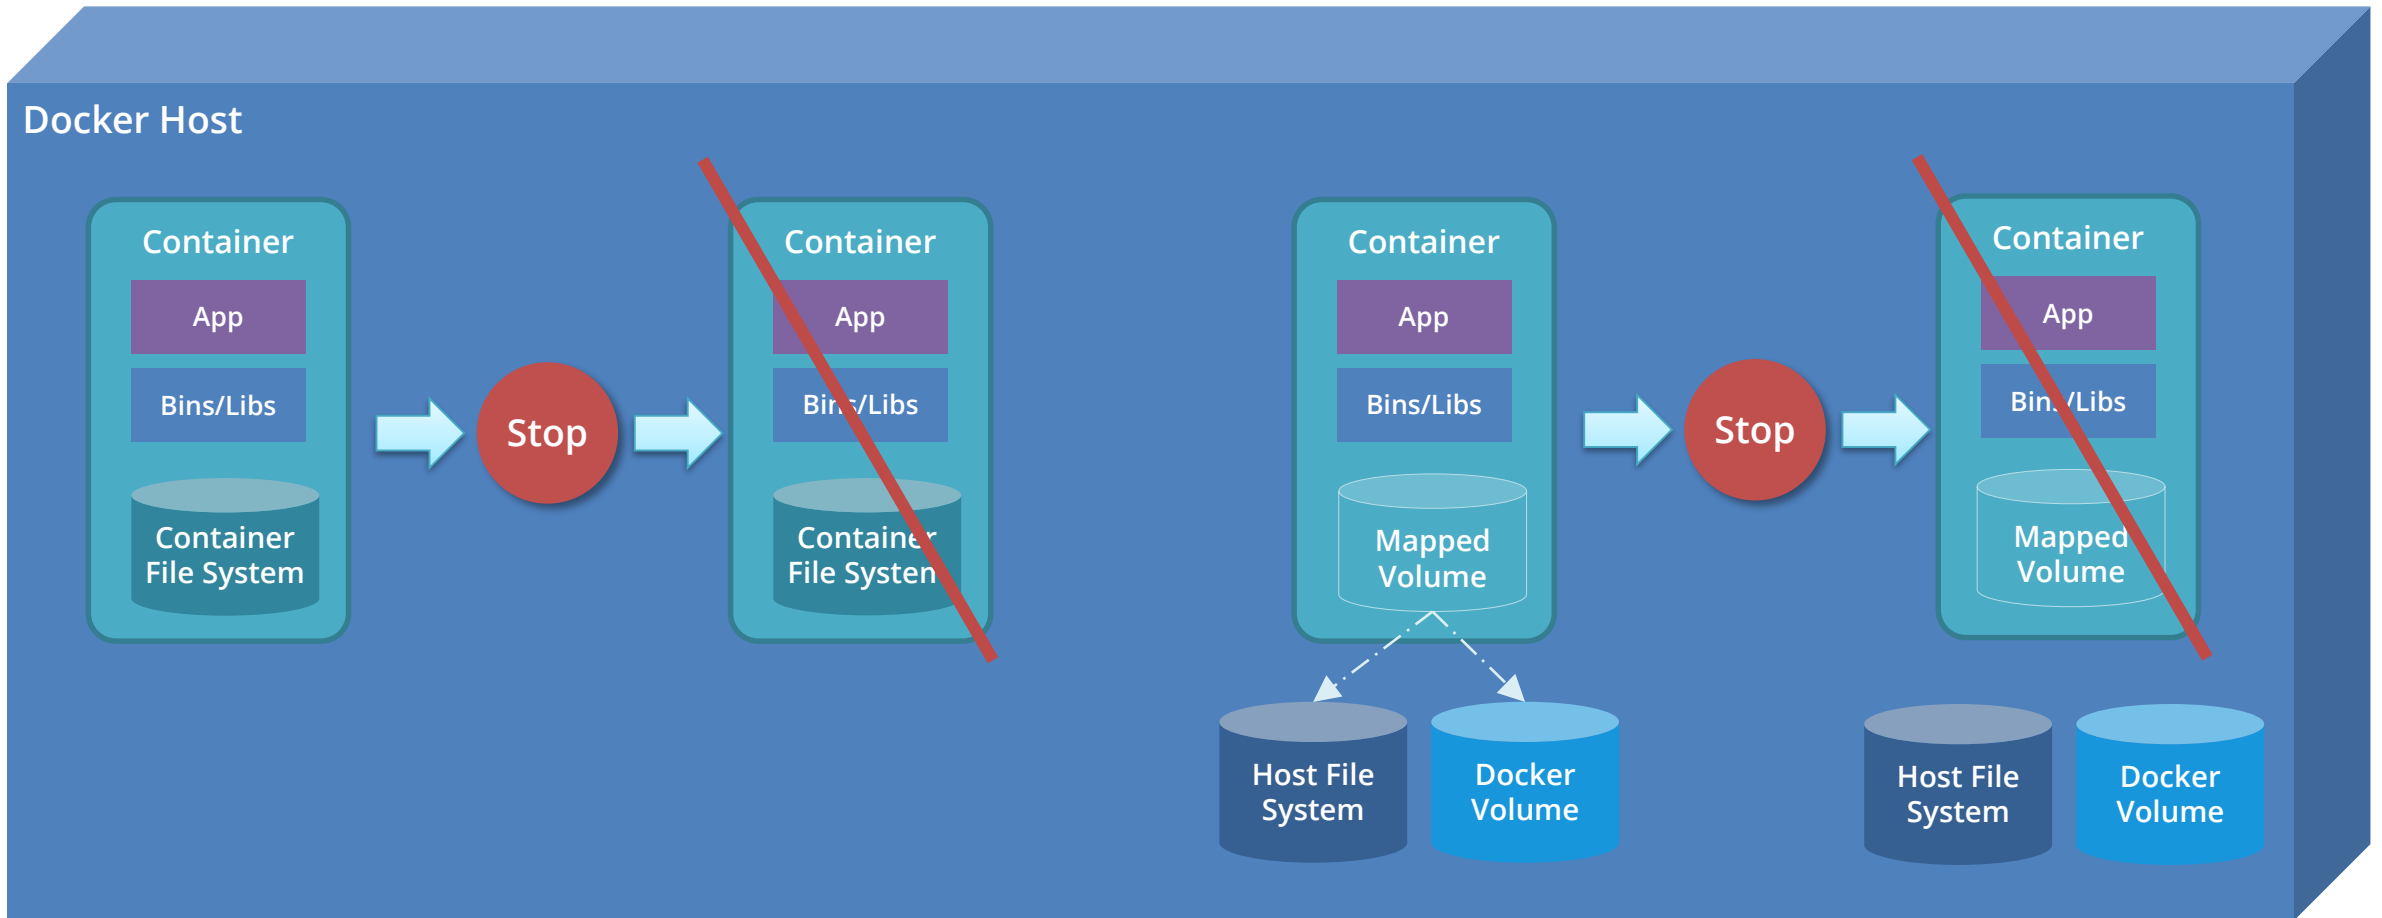 Docker Host
Container
App
Bins/Libs
Container
File System
Stop
Container
App
Bins/Libs
Container
File System
Container
App
Bins/Libs
Mapped
Volume
Host File
System
Docker
Volume
Stop
Container
App
Bins/Libs
Mapped
Volume
Host File
System
Docker
Volume